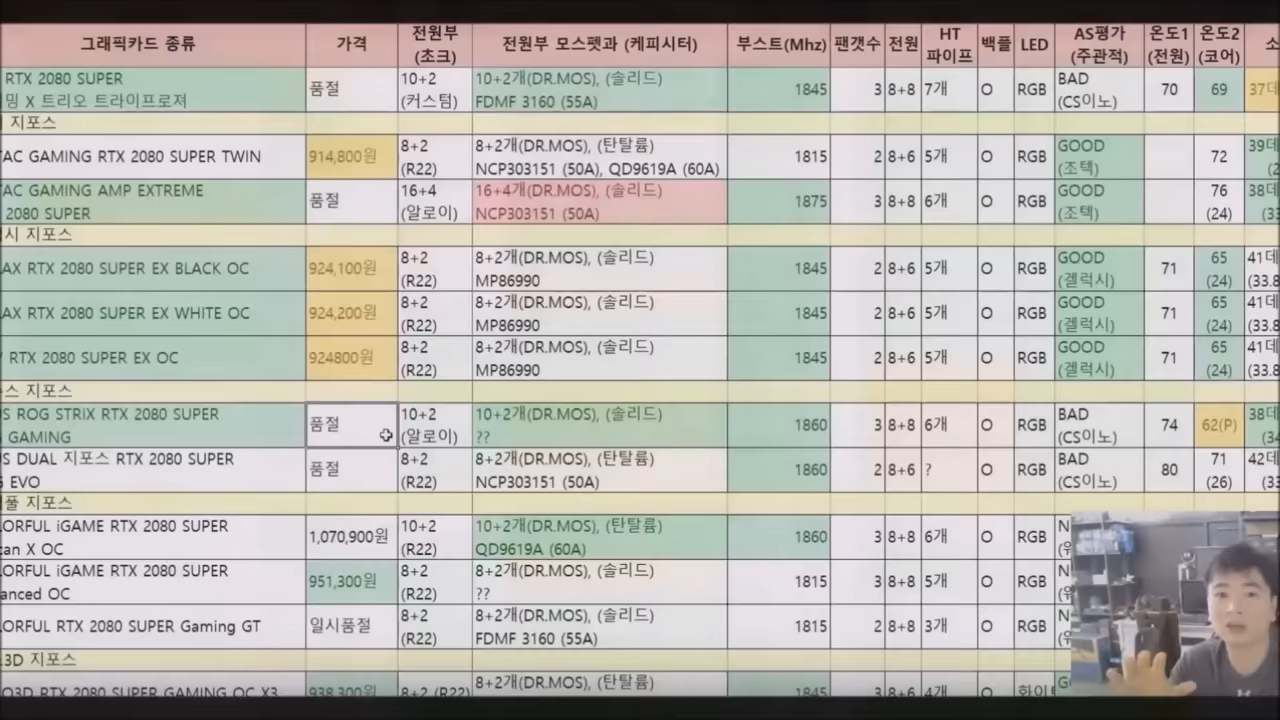 그래픽카드 종류 가격 전원부 (초크) 전원부 모스펫과 (케피시터) 부스트(Mhz) 팬갯수 전원 HT 파이프 백플 LED AS평가 (주관적) 온도1 (전원) 온도2 (코어) 소
RTX 2080 SUPER 품절 10+2 10+2개(DR.MOS), (솔리드) 1845 3 8+8 7개 O RGB BAD 70 69 37데
밍 X 트리오 트라이프로져 (커스텀) FDMF 3160 (55A) (CS이노)
지포스
AC GAMING RTX 2080 SUPER TWIN 914,800원 8+2 8+2개(DR.MOS), (탄탈륨) 1815 2 8+6 5개 O RGB GOOD 72 39데
(R22) NCP303151 (50A), QD9619A (60A) (조텍)
AC GAMING AMP EXTREME 품절 16+4 16+4개(DR.MOS), (솔리드) 1875 3 8+8 6개 O RGB GOOD 76 38데
2080 SUPER (알로이) NCP303151 (50A) (조텍) (24) (33
시 지포스
AX RTX 2080 SUPER EX BLACK OC 924,100원 8+2 8+2개(DR.MOS), (솔리드) 1845 2 8+6 5개 O RGB GOOD 71 65 41데
(R22) MP86990 (겔럭시) (24) (33.8
AX RTX 2080 SUPER EX WHITE OC 924,200원 8+2 8+2개(DR.MOS), (솔리드) 1845 2 8+6 5개 O RGB GOOD 71 65 41데
(R22) MP86990 (겔럭시) (24) (33.8
RTX 2080 SUPER EX OC 924800원 8+2 8+2개(DR.MOS), (솔리드) 1845 2 8+6 5개 O RGB GOOD 71 65 41데
(R22) MP86990 (겔럭시) (24) (33.8
스 지포스
S ROG STRIX RTX 2080 SUPER 품절 10+2 10+2개(DR.MOS), (솔리드) 1860 3 8+8 6개 O RGB BAD 74 62(P) 38데
GAMING (알로이) ?? (CS이노) (34
S DUAL 지포스 RTX 2080 SUPER 품절 8+2 8+2개(DR.MOS), (탄탈륨) 1860 2 8+6 ? O RGB BAD 80 71 42데
EVO (R22) NCP303151 (50A) (CS이노) (26) (33
풀 지포스
ORFUL iGAME RTX 2080 SUPER 1,070,900원 10+2 10+2개(DR.MOS), (탄탈륨) 1860 3 8+8 6개 O RGB N
can X OC (R22) QD9619A (60A)
ORFUL iGAME RTX 2080 SUPER 951,300원 8+2 8+2개(DR.MOS), (솔리드) 1815 3 8+8 5개 O RGB N
anced OC (R22) ??
ORFUL RTX 2080 SUPER Gaming GT 일시품절 8+2 8+2개(DR.MOS), (솔리드) 1815 2 8+8 3개 O RGB N
(R22) FDMF 3160 (55A)
3D 지포스
O3D RTX 2080 SUPER GAMING OC X3 938,300원 8+2 (R22) 8+2개(DR.MOS), (탄탈륨) 1845 3 8+6 4개 O 화이